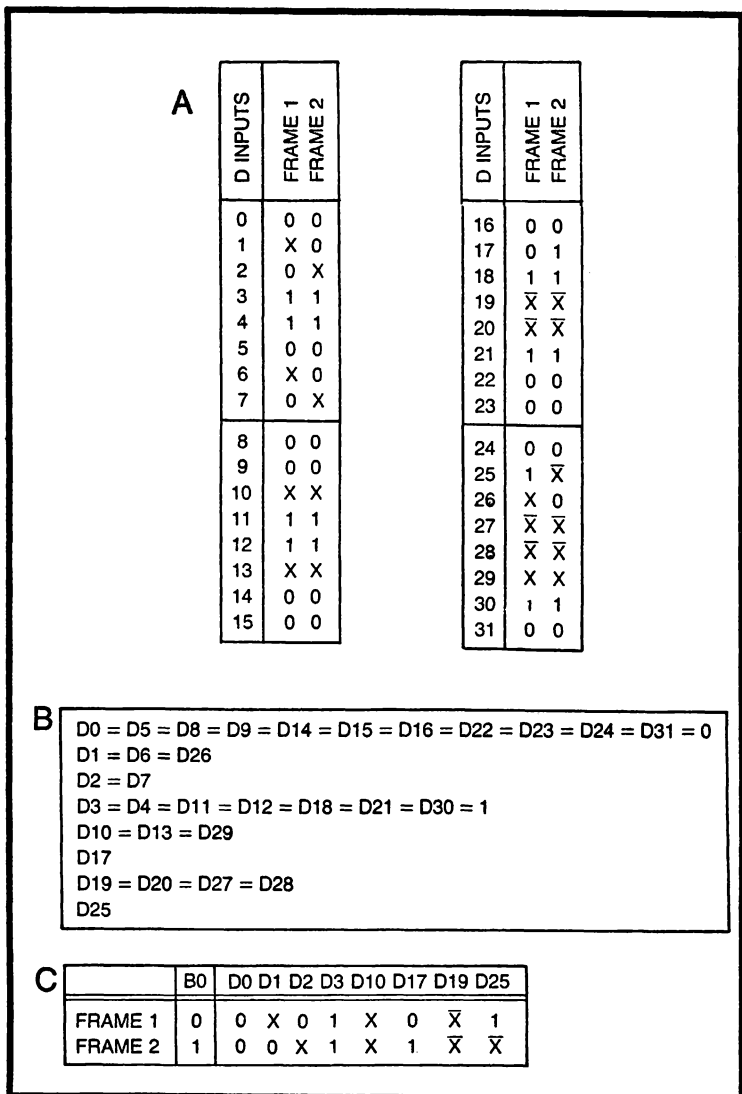 A
D INPUTS FRAME 1 FRAME 2
0 0 0
1 X 0
2 0 X
3 1 1
4 1 1
5 0 0
6 X 0
7 0 X
8 0 0
9 0 0
10 X X
11 1 1
12 1 1
13 X X
14 0 0
15 0 0
D INPUTS FRAME 1 FRAME 2
16 0 0
17 0 1
18 1 1
19 X̅ X̅
20 X̅ X̅
21 1 1
22 0 0
23 0 0
24 0 0
25 1 X̅
26 X 0
27 X̅ X̅
28 X̅ X̅
29 X X
30 1 1
31 0 0
B
D0 = D5 = D8 = D9 = D14 = D15 = D16 = D22 = D23 = D24 = D31 = 0
D1 = D6 = D26
D2 = D7
D3 = D4 = D11 = D12 = D18 = D21 = D30 = 1
D10 = D13 = D29
D17
D19 = D20 = D27 = D28
D25
C
B0 D0 D1 D2 D3 D10 D17 D19 D25
FRAME 1 0 0 X 0 1 X 0 X̅ 1
FRAME 2 1 0 0 X 1 X 1 X̅ X̅